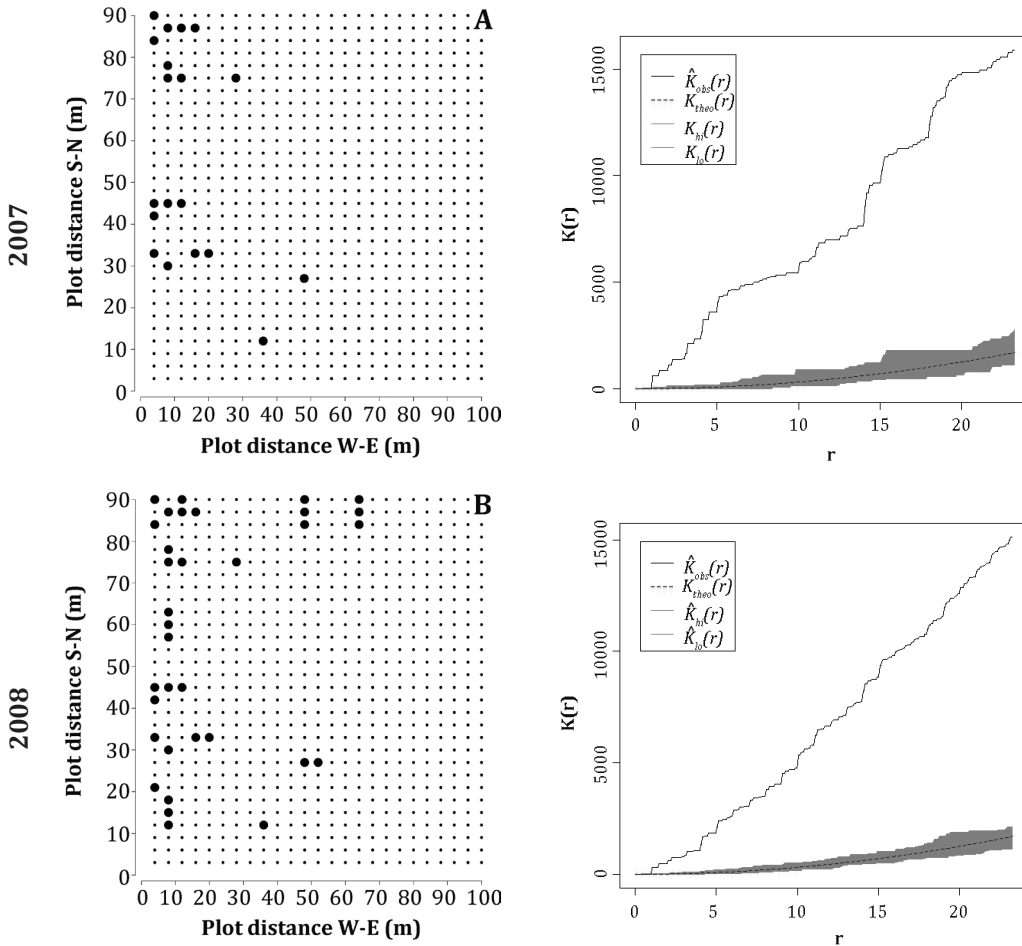 2007
A
Plot distance S-N (m)
90
80
70
60
50
40
30
20
10
0
0 10 20 30 40 50 60 70 80 90 100
Plot distance W-E (m)
K̂obs(r)
Ktheo(r)
Khi(r)
Klo(r)
K(r)
15000
10000
5000
0
0 5 10 15 20
r
2008
B
Plot distance S-N (m)
90
80
70
60
50
40
30
20
10
0
0 10 20 30 40 50 60 70 80 90 100
Plot distance W-E (m)
K̂obs(r)
Ktheo(r)
K̂hi(r)
K̂lo(r)
K(r)
15000
10000
5000
0
0 5 10 15 20
r